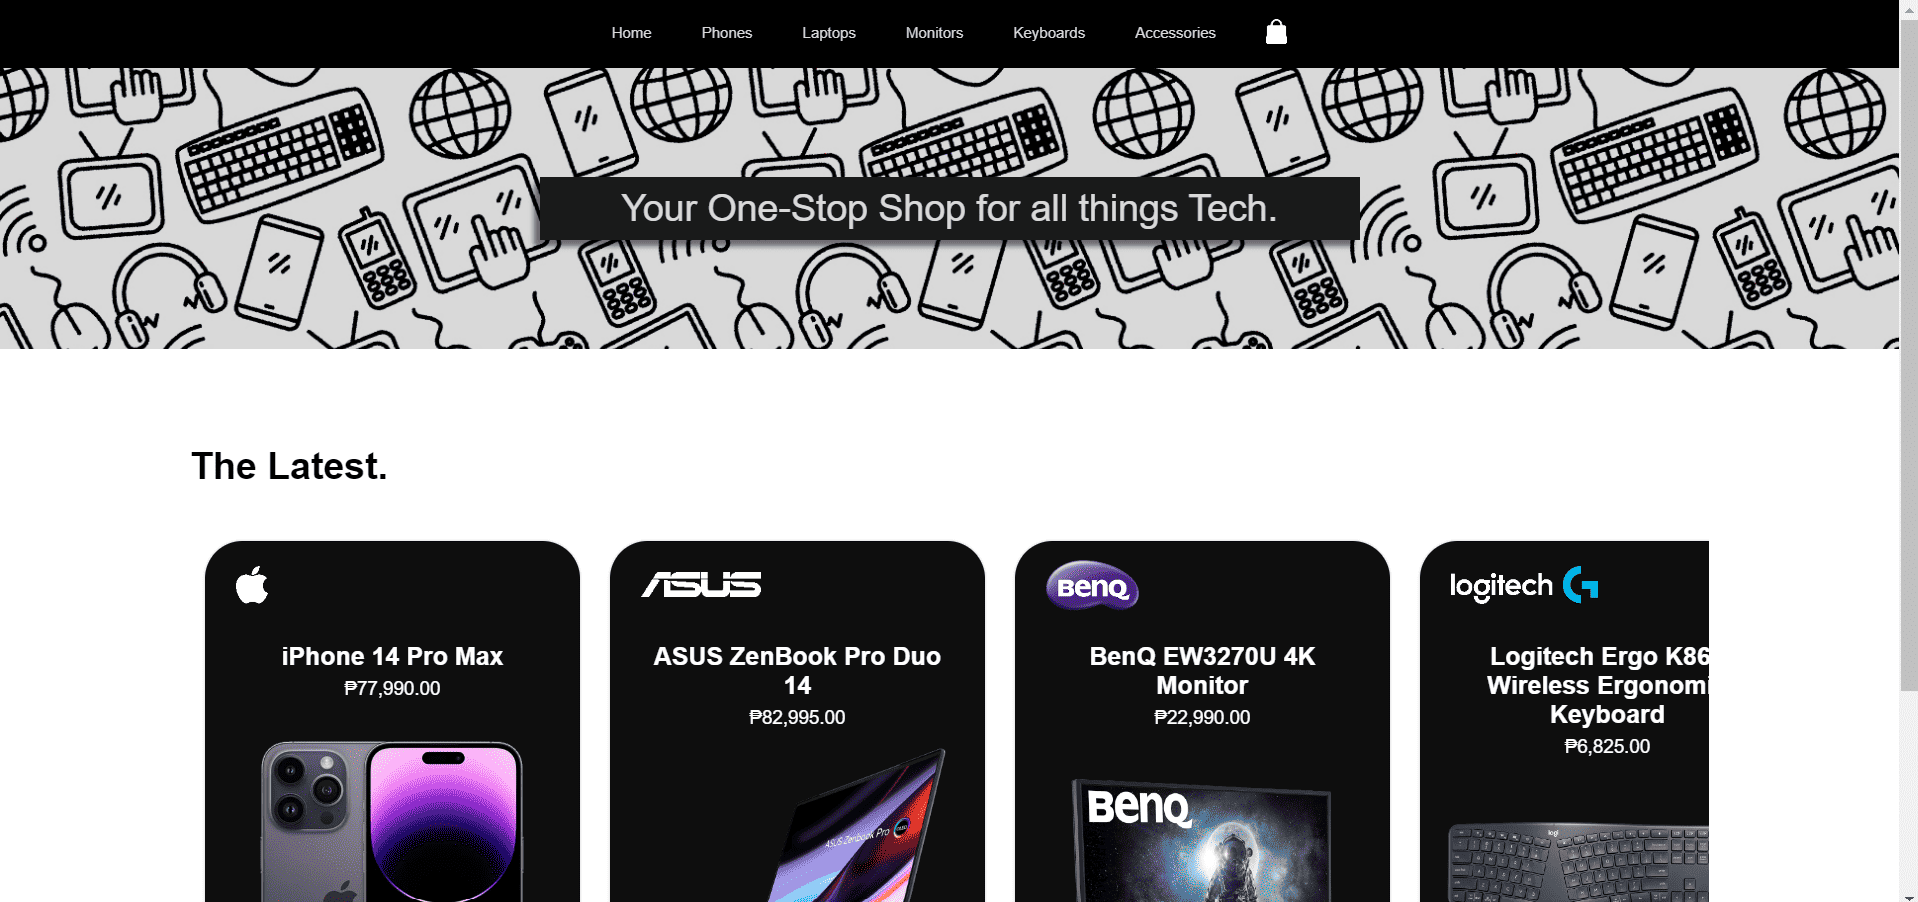 Home Phones Laptops Monitors Keyboards Accessories
Your One-Stop Shop for all things Tech.
The Latest.
iPhone 14 Pro Max
₱77,990.00
ASUS
ASUS ZenBook Pro Duo
14
₱82,995.00
ASUS Zenbook Pro
BenQ
BenQ EW3270U 4K
Monitor
₱22,990.00
BenQ
logitech G
Logitech Ergo K86
Wireless Ergonomi
Keyboard
₱6,825.00
logi